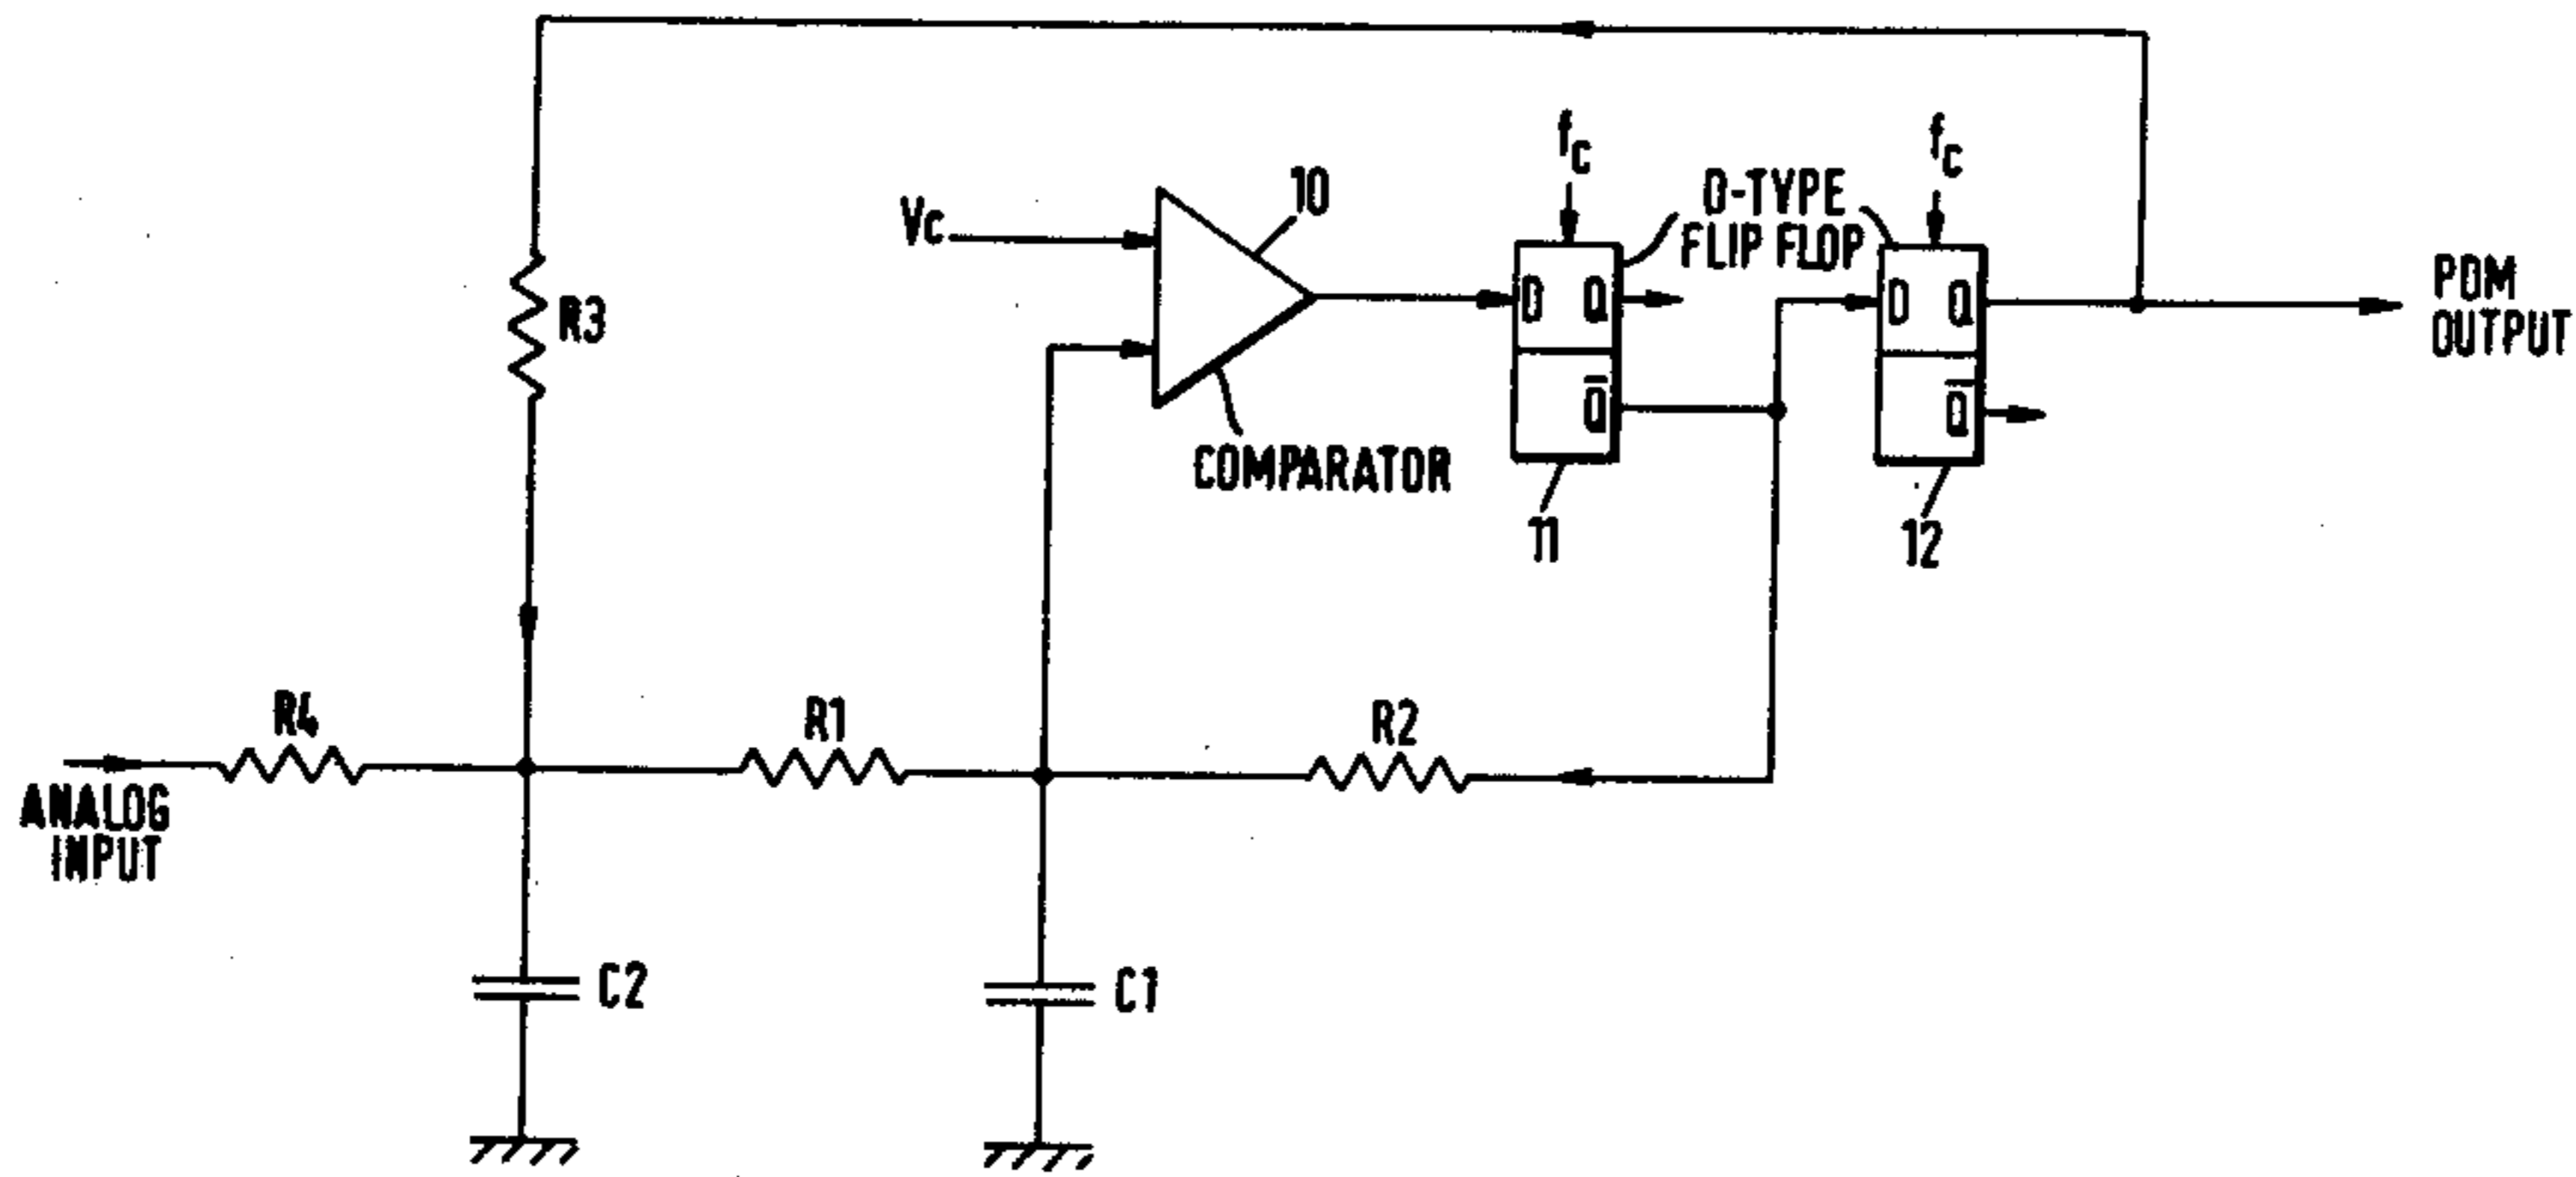 fc
fc
Vc
10
D-TYPE
FLIP FLOP
D Q
Q̅
D Q
Q̅
PDM
OUTPUT
R3
COMPARATOR
11
12
R4
R1
R2
ANALOG
INPUT
C2
C1